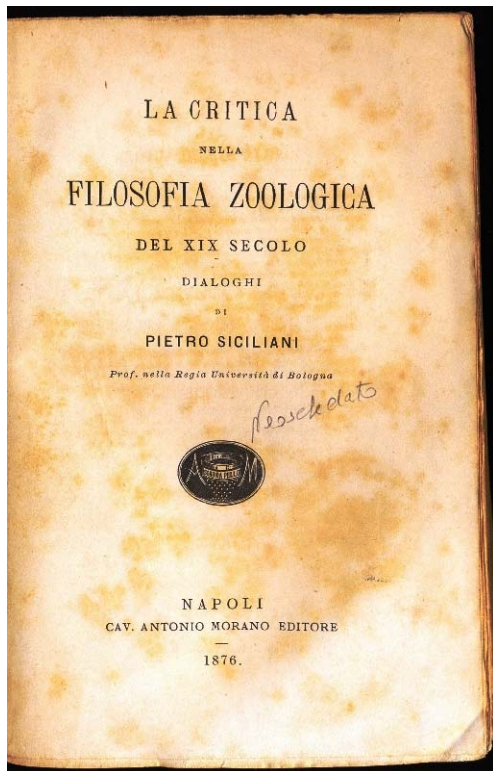 LA CRITICA
NELLA
FILOSOFIA ZOOLOGICA
DEL XIX SECOLO
DIALOGHI
DI
PIETRO SICILIANI
Prof. nella Regia Università di Bologna
A M
NAPOLI
CAV. ANTONIO MORANO EDITORE
1876.